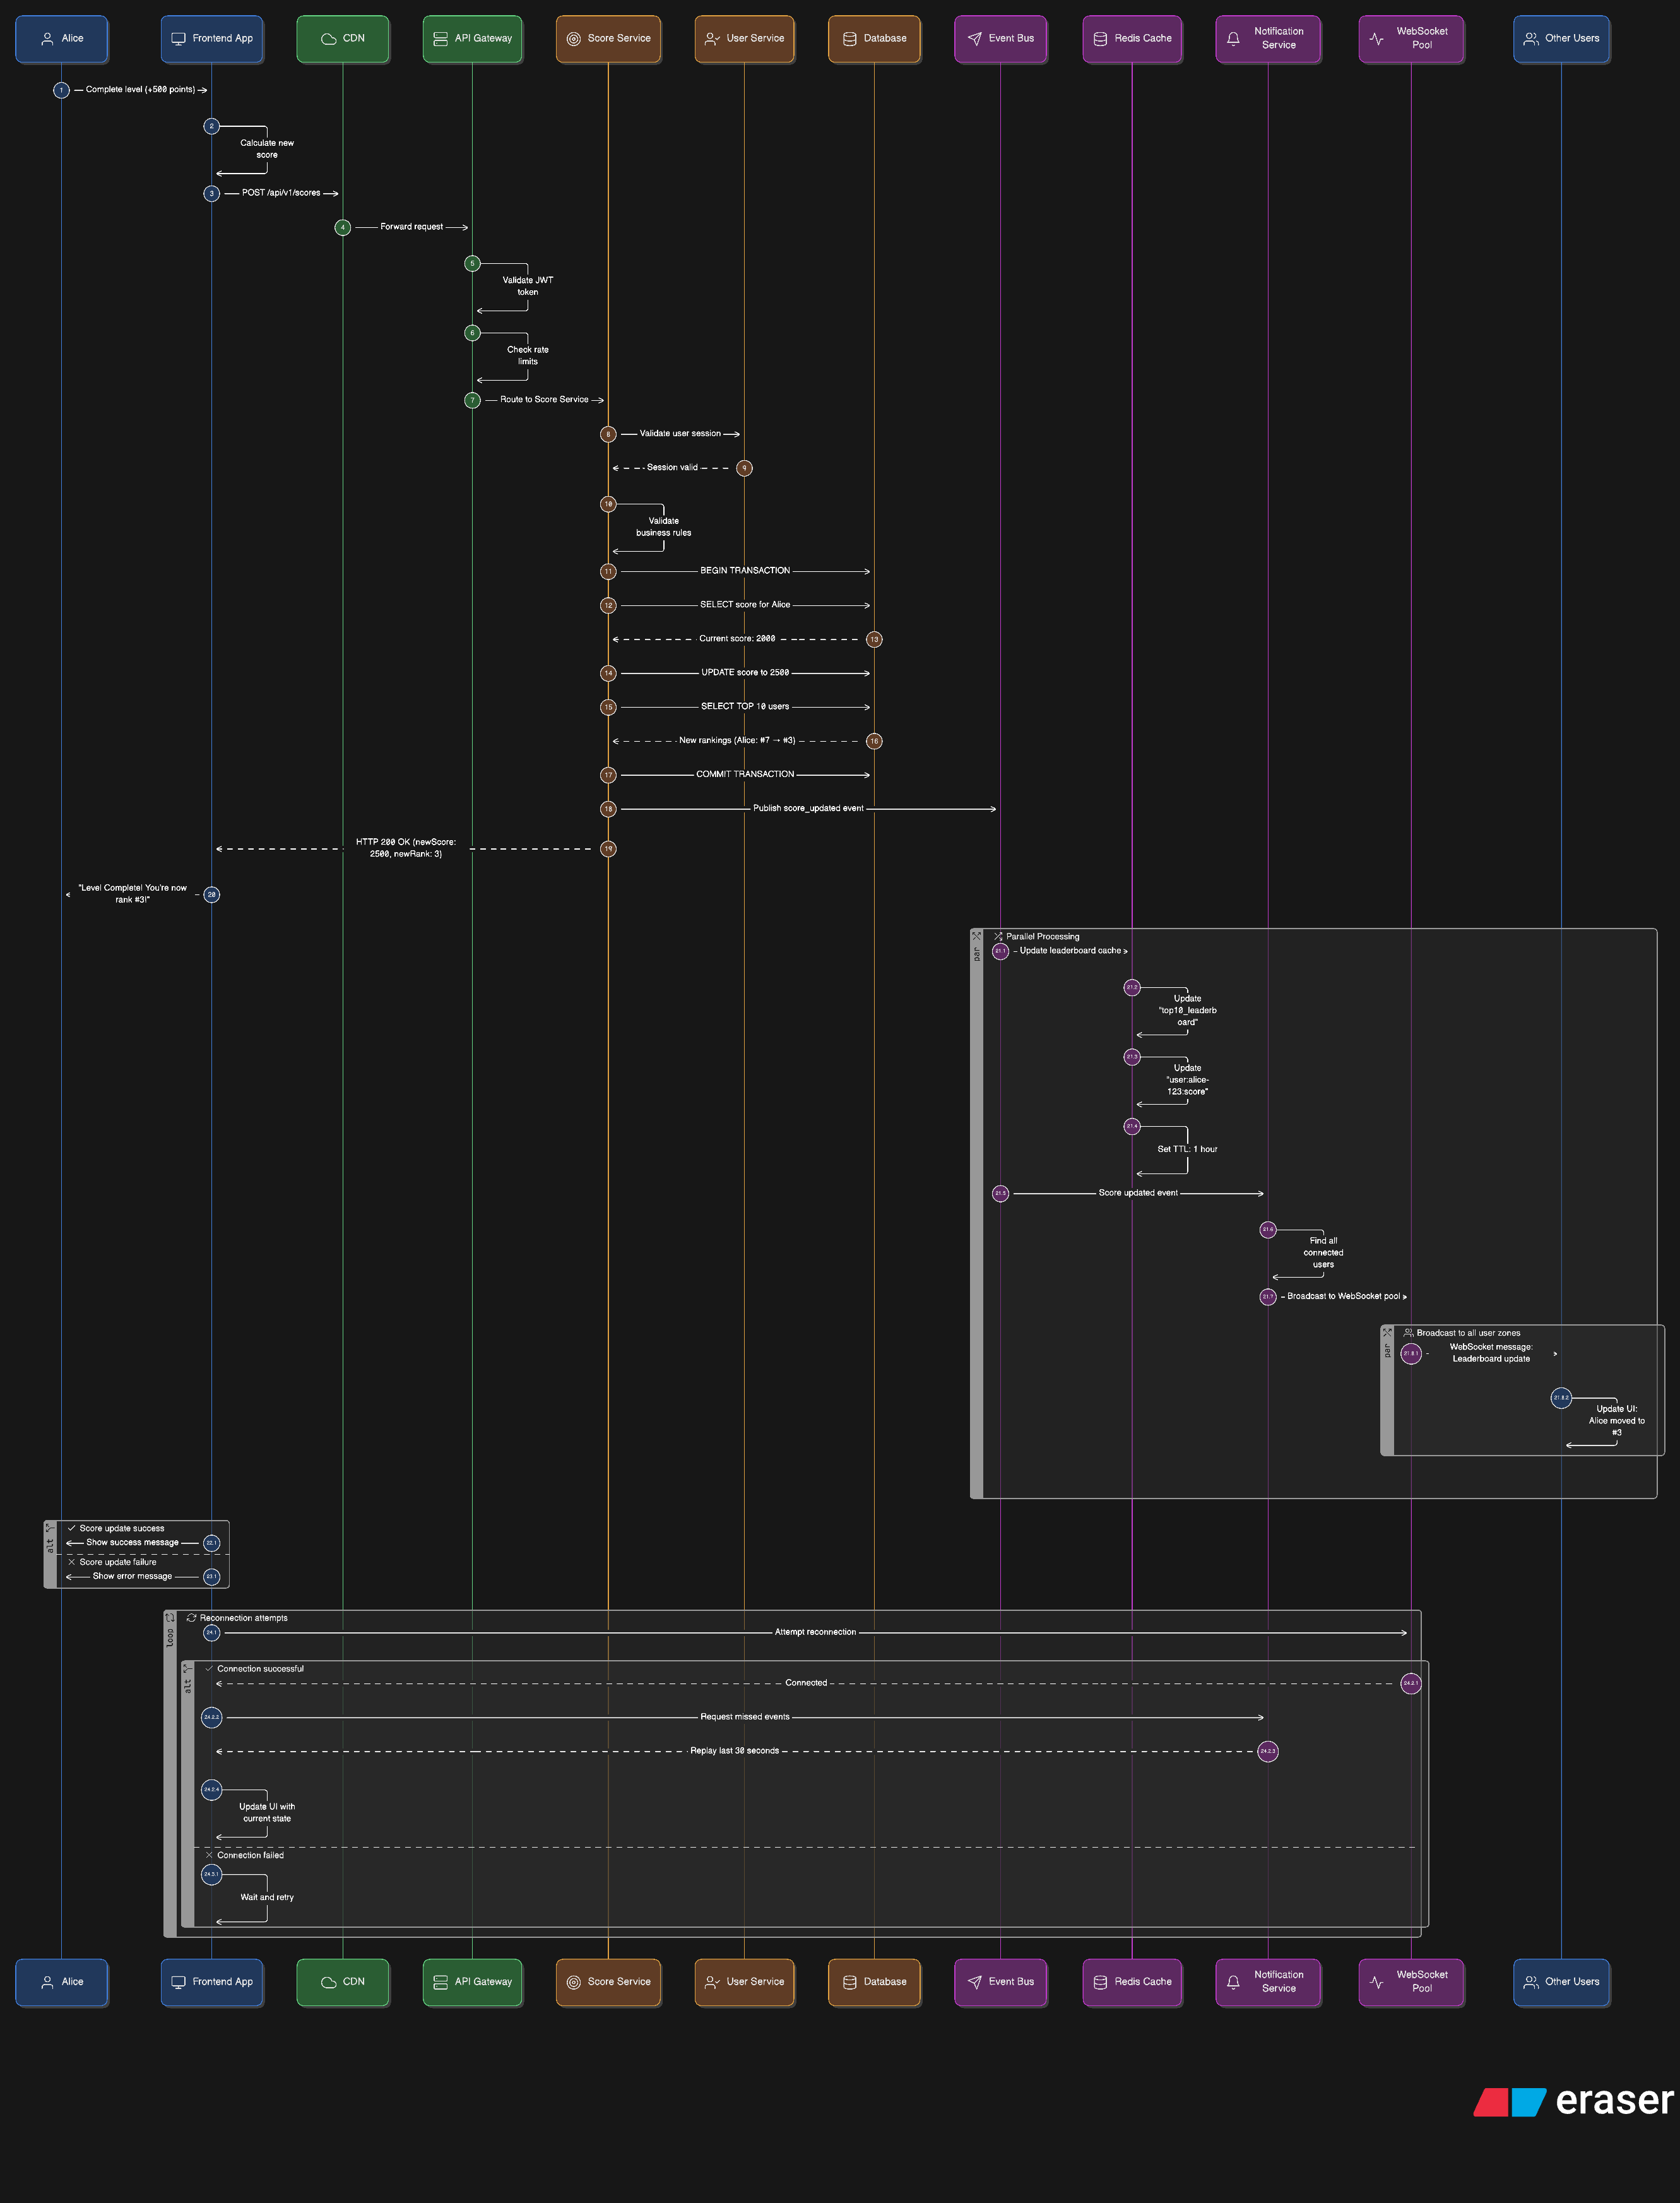 Alice
Frontend App
CDN
API Gateway
Score Service
User Service
Database
Event Bus
Redis Cache
Notification
Service
WebSocket
Pool
Other Users
1
Complete level (+500 points)
2
Calculate new
score
3
POST /api/v1/scores
4
Forward request
5
Validate JWT
token
6
Check rate
limits
7
Route to Score Service
8
Validate user session
9
Session valid
10
Validate
business rules
11
BEGIN TRANSACTION
12
SELECT score for Alice
13
Current score: 2000
14
UPDATE score to 2500
15
SELECT TOP 10 users
16
New rankings (Alice: #7 → #3)
17
COMMIT TRANSACTION
18
Publish score_updated event
19
HTTP 200 OK (newScore:
2500, newRank: 3)
20
"Level Complete! You're now
rank #3!"
par
Parallel Processing
21.1
Update leaderboard cache
21.2
Update
"top10_leaderb
oard"
21.3
Update
"user:alice-
123:score"
21.4
Set TTL: 1 hour
21.5
Score updated event
21.6
Find all
connected
users
21.7
Broadcast to WebSocket pool
par
Broadcast to all user zones
21.8.1
WebSocket message:
Leaderboard update
21.8.2
Update UI:
Alice moved to
#3
alt
Score update success
22.1
Show success message
Score update failure
23.1
Show error message
loop
Reconnection attempts
24.1
Attempt reconnection
alt
Connection successful
24.2.1
Connected
24.2.2
Request missed events
24.2.3
Replay last 30 seconds
24.2.4
Update UI with
current state
Connection failed
24.3.1
Wait and retry
Alice
Frontend App
CDN
API Gateway
Score Service
User Service
Database
Event Bus
Redis Cache
Notification
Service
WebSocket
Pool
Other Users
eraser